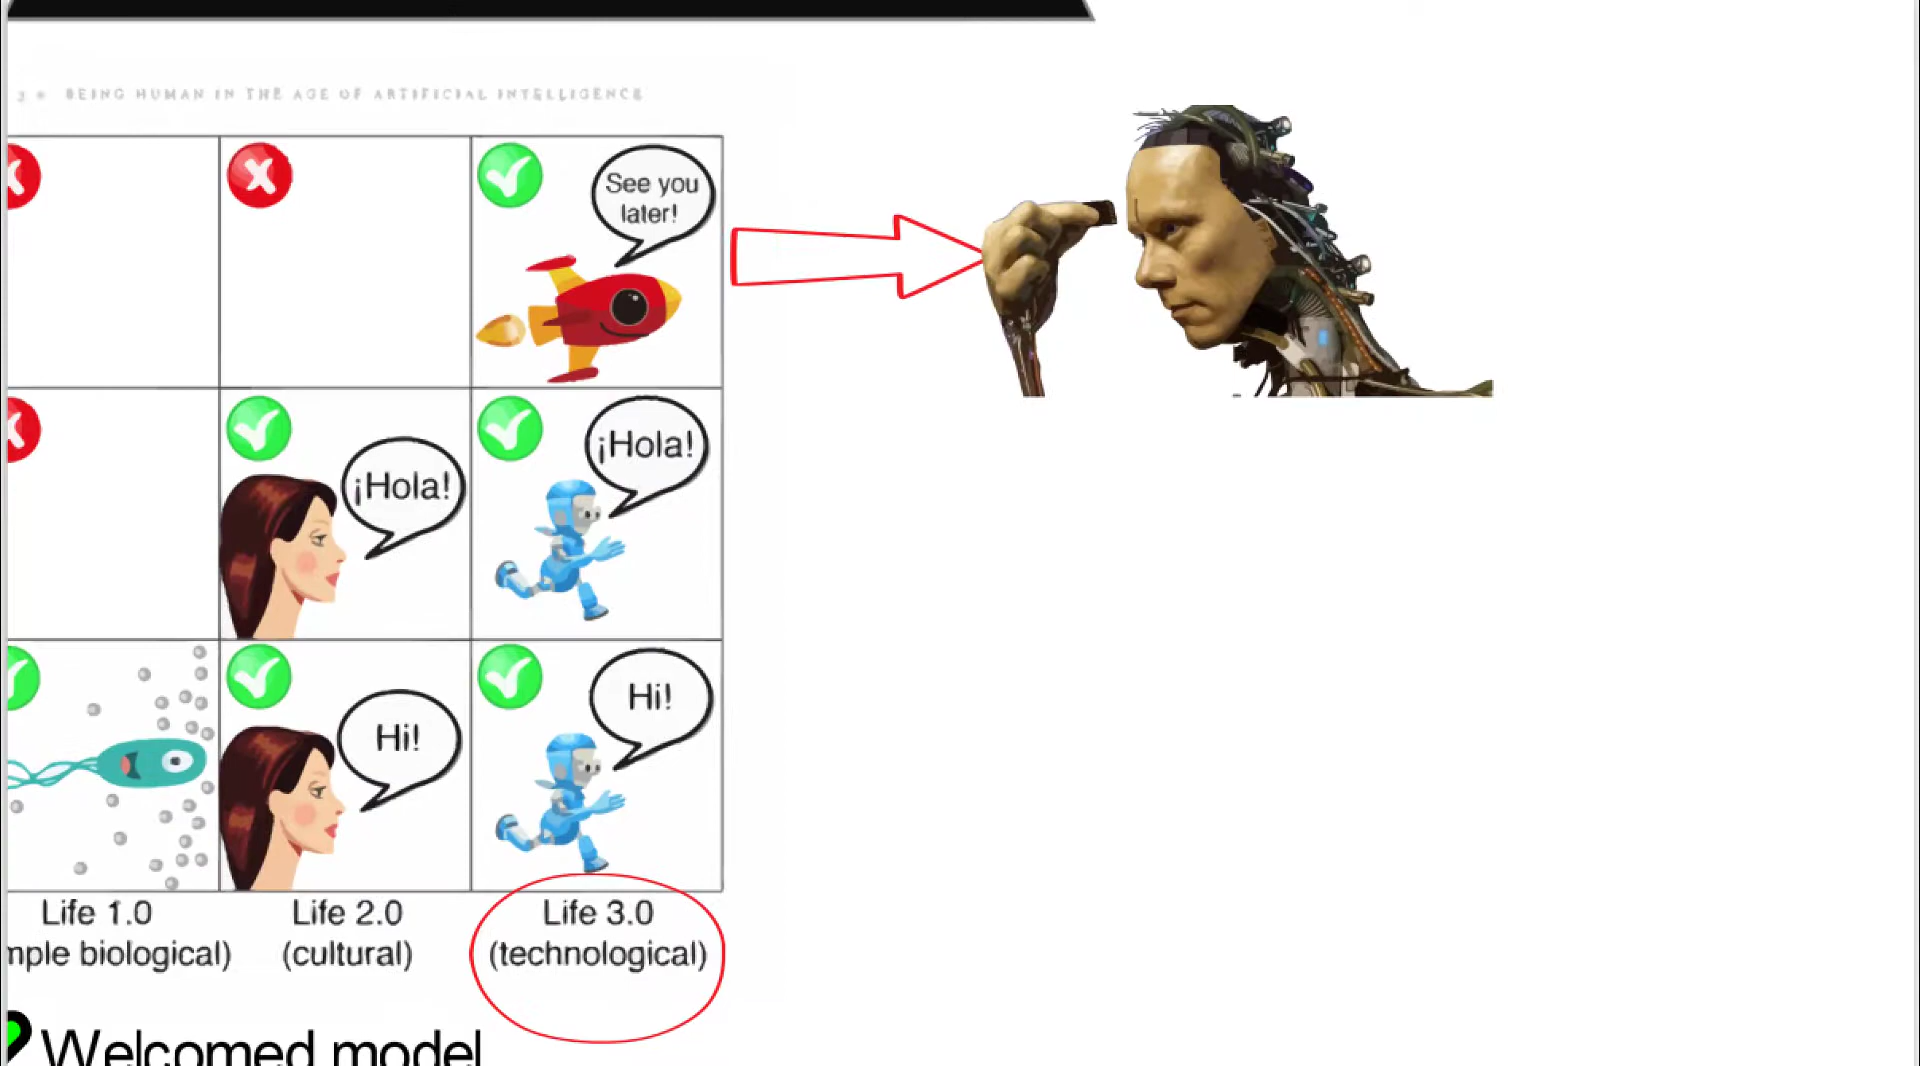 BEING HUMAN IN THE AGE OF ARTIFICIAL INTELLIGENCE
See you
later!
¡Hola!
¡Hola!
Hi!
Hi!
Life 1.0
Life 2.0
Life 3.0
mple biological)
(cultural)
(technological)
Welcomed model